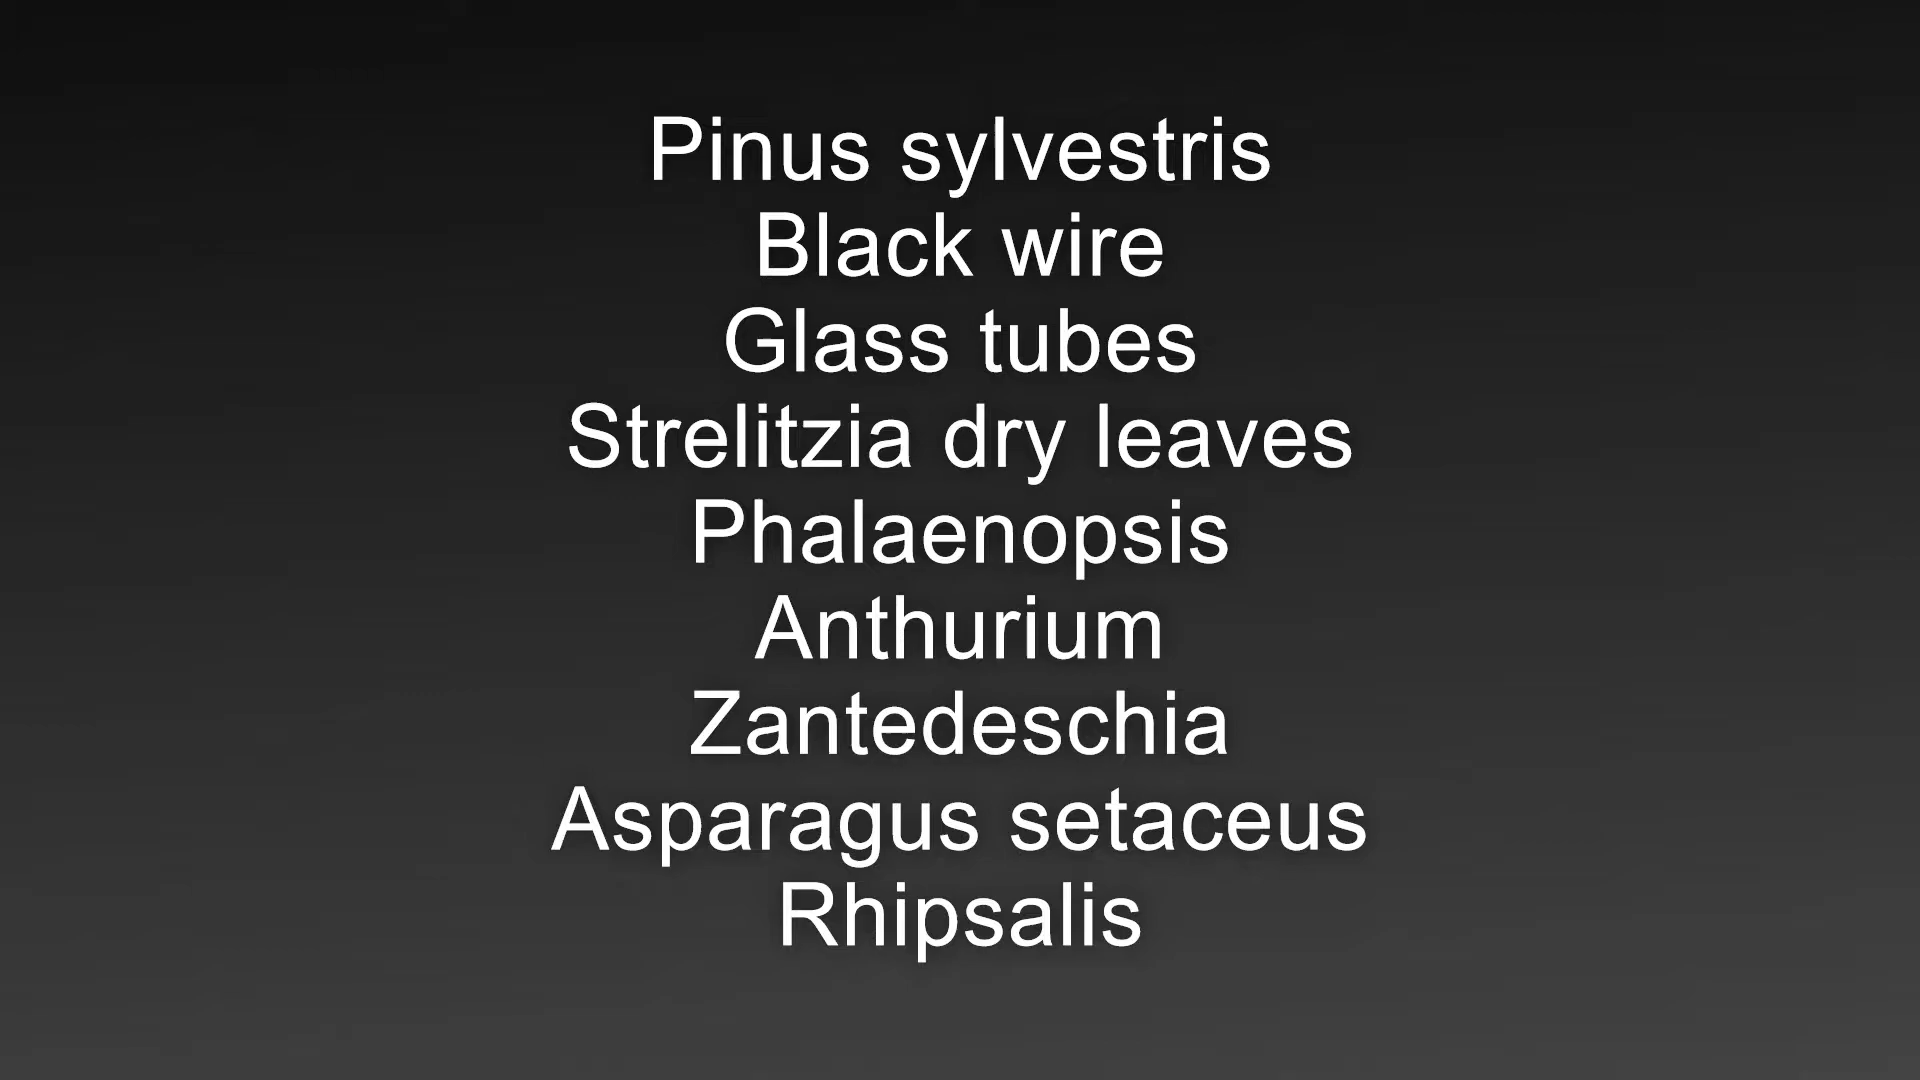 Pinus sylvestris
Black wire
Glass tubes
Strelitzia dry leaves
Phalaenopsis
Anthurium
Zantedeschia
Asparagus setaceus
Rhipsalis